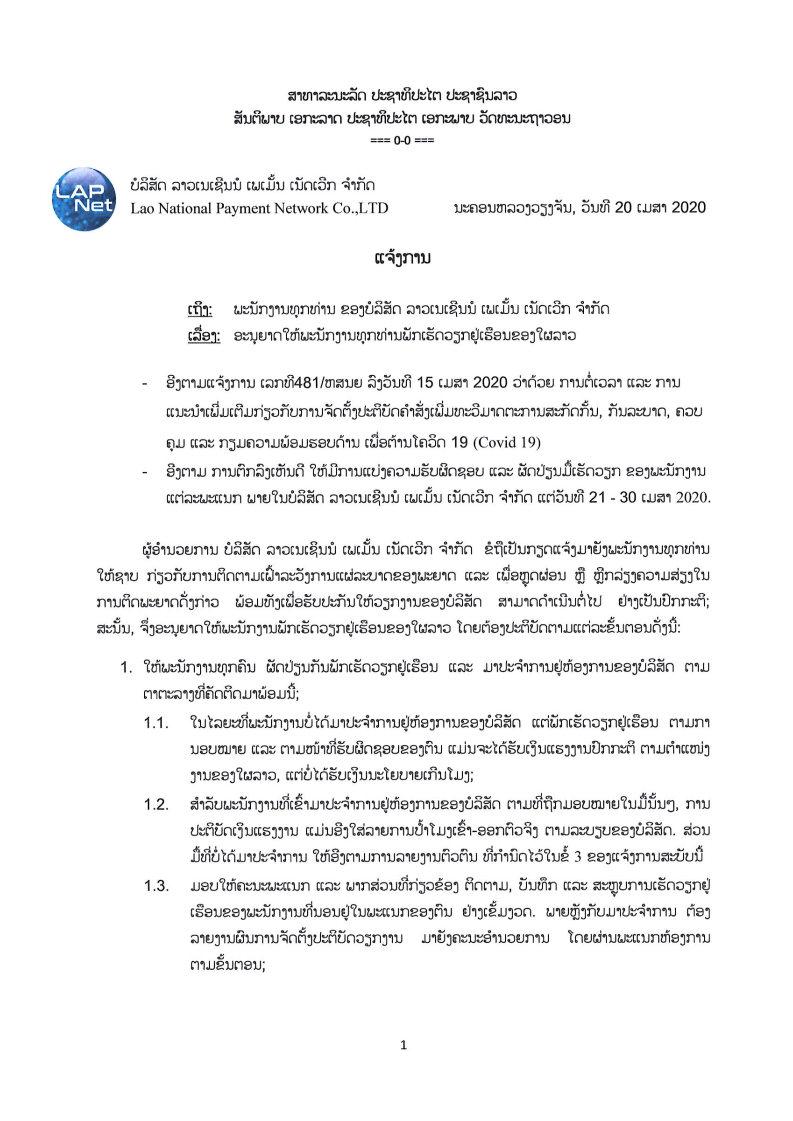 ສາທາລະນະລັດ ປະຊາທິປະໄຕ ປະຊາຊົນລາວ
ສັນຕິພາບ ເອກະລາດ ປະຊາທິປະໄຕ ເອກະພາບ ວັດທະນະຖາວອນ
=== 0-0 ===
LAP Net
ບໍລິສັດ ລາວເນເຊີນນໍ ເພເມັ້ນ ເນັດເວີກ ຈຳກັດ
Lao National Payment Network Co.,LTD ນະຄອນຫລວງວຽງຈັນ, ວັນທີ 20 ເມສາ 2020
ແຈ້ງການ
ເຖິງ: ພະນັກງານທຸກທ່ານ ຂອງບໍລິສັດ ລາວເນເຊີນນໍ ເພເມັ້ນ ເນັດເວີກ ຈຳກັດ
ເລື່ອງ: ອະນຸຍາດໃຫ້ພະນັກງານທຸກທ່ານພັກເຮັດວຽກຢູ່ເຮືອນຂອງໃຜລາວ
- ອີງຕາມແຈ້ງການ ເລກທີ481/ຫສນຍ ລົງວັນທີ 15 ເມສາ 2020 ວ່າດ້ວຍ ການຕໍ່ເວລາ ແລະ ການ
ແນະນຳເພີ່ມເຕີມກ່ຽວກັບການຈັດຕັ້ງປະຕິບັດຄຳສັ່ງເພີ່ມທະວີມາດຕະການສະກັດກັ້ນ, ກັນລະບາດ, ຄວບ
ຄຸມ ແລະ ກຽມຄວາມພ້ອມຮອບດ້ານ ເພື່ອຕ້ານໂຄວິດ 19 (Covid 19)
- ອີງຕາມ ການຕົກລົງເຫັນດີ ໃຫ້ມີການແບ່ງຄວາມຮັບຜິດຊອບ ແລະ ຜັດປ່ຽນມື້ເຮັດວຽກ ຂອງພະນັກງານ
ແຕ່ລະພະແນກ ພາຍໃນບໍລິສັດ ລາວເນເຊີນນໍ ເພເມັ້ນ ເນັດເວີກ ຈຳກັດ ແຕ່ວັນທີ 21 - 30 ເມສາ 2020.
ຜູ້ອຳນວຍການ ບໍລິສັດ ລາວເນເຊີນນໍ ເພເມັ້ນ ເນັດເວີກ ຈຳກັດ ຂໍຖືເປັນກຽດແຈ້ງມາຍັງພະນັກງານທຸກທ່ານ
ໃຫ້ຊາບ ກ່ຽວກັບການຕິດຕາມເຝົ້າລະວັງການແຜ່ລະບາດຂອງພະຍາດ ແລະ ເພື່ອຫຼຸດຜ່ອນ ຫຼື ຫຼີກລ່ຽງຄວາມສ່ຽງໃນ
ການຕິດພະຍາດດັ່ງກ່າວ ພ້ອມທັງເພື່ອຮັບປະກັນໃຫ້ວຽກງານຂອງບໍລິສັດ ສາມາດດຳເນີນຕໍ່ໄປ ຢ່າງເປັນປົກກະຕິ;
ສະນັ້ນ, ຈຶ່ງອະນຸຍາດໃຫ້ພະນັກງານພັກເຮັດວຽກຢູ່ເຮືອນຂອງໃຜລາວ ໂດຍຕ້ອງປະຕິບັດຕາມແຕ່ລະຂັ້ນຕອນດັ່ງນີ້:
1. ໃຫ້ພະນັກງານທຸກຄົນ ຜັດປ່ຽນກັນພັກເຮັດວຽກຢູ່ເຮືອນ ແລະ ມາປະຈຳການຢູ່ຫ້ອງການຂອງບໍລິສັດ ຕາມ
ຕາຕະລາງທີ່ຄັດຕິດມາພ້ອມນີ້;
1.1. ໃນໄລຍະທີ່ພະນັກງານບໍ່ໄດ້ມາປະຈຳການຢູ່ຫ້ອງການຂອງບໍລິສັດ ແຕ່ພັກເຮັດວຽກຢູ່ເຮືອນ ຕາມກາ
ນອບໝາຍ ແລະ ຕາມໜ້າທີ່ຮັບຜິດຊອບຂອງຕົນ ແມ່ນຈະໄດ້ຮັບເງິນແຮງງານປົກກະຕິ ຕາມຕຳແໜ່ງ
ງານຂອງໃຜລາວ, ແຕ່ບໍ່ໄດ້ຮັບເງິນນະໂຍບາຍເກີນໂມງ;
1.2. ສຳລັບພະນັກງານທີ່ເຂົ້າມາປະຈຳການຢູ່ຫ້ອງການຂອງບໍລິສັດ ຕາມທີ່ຖືກມອບໝາຍໃນມື້ນັ້ນໆ, ການ
ປະຕິບັດເງິນແຮງງານ ແມ່ນອີງໃສ່ລາຍການປ້ຳໂມງເຂົ້າ-ອອກຕົວຈິງ ຕາມລະບຽບຂອງບໍລິສັດ. ສ່ວນ
ມື້ທີ່ບໍ່ໄດ້ມາປະຈຳການ ໃຫ້ອີງຕາມການລາຍງານຕົວຕົນ ທີ່ກຳນົດໄວ້ໃນຂໍ້ 3 ຂອງແຈ້ງການສະບັບນີ້
1.3. ມອບໃຫ້ຄະນະພະແນກ ແລະ ພາກສ່ວນທີ່ກ່ຽວຂ້ອງ ຕິດຕາມ, ບັນທຶກ ແລະ ສະຫຼຸບການເຮັດວຽກຢູ່
ເຮືອນຂອງພະນັກງານທີ່ນອນຢູ່ໃນພະແນກຂອງຕົນ ຢ່າງເຂັ້ມງວດ. ພາຍຫຼັງກັບມາປະຈຳການ ຕ້ອງ
ລາຍງານຜົນການຈັດຕັ້ງປະຕິບັດວຽກງານ ມາຍັງຄະນະອຳນວຍການ ໂດຍຜ່ານພະແນກຫ້ອງການ
ຕາມຂັ້ນຕອນ;
1